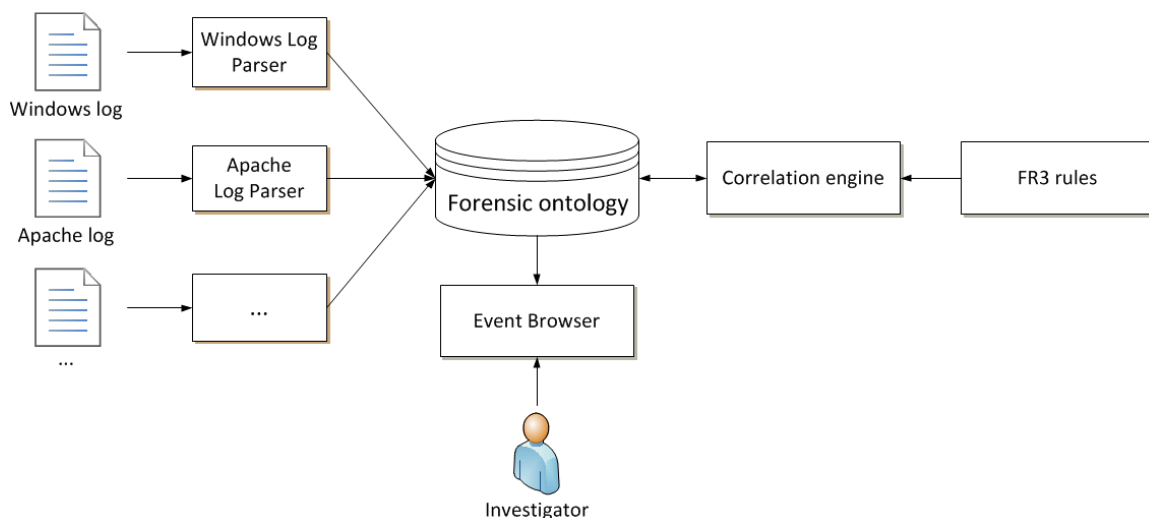 Windows log
Windows Log
Parser
Apache log
Apache
Log Parser
...
...
Forensic ontology
Correlation engine
FR3 rules
Event Browser
Investigator